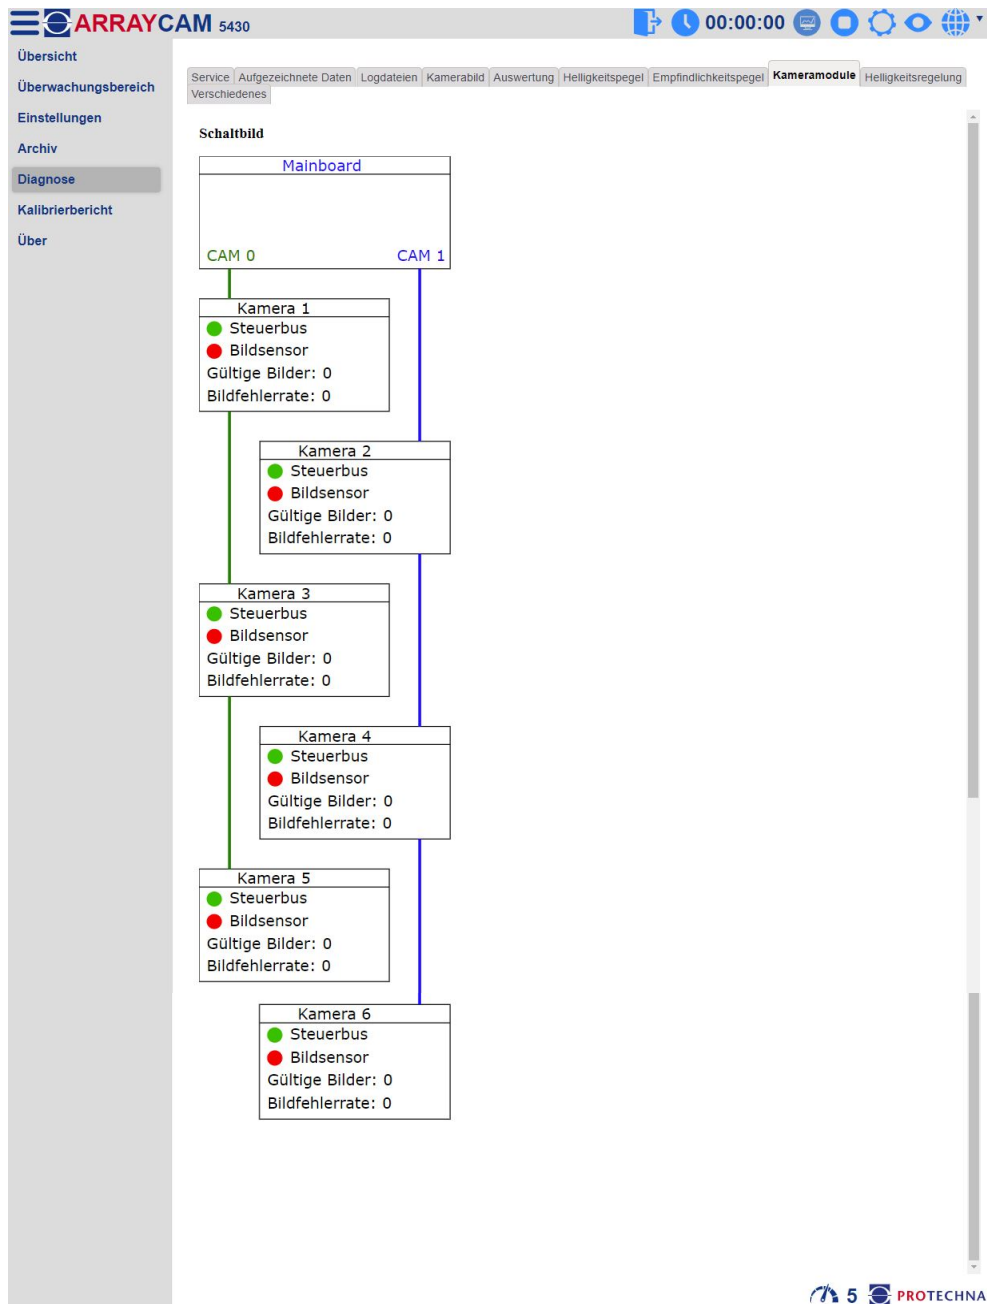 ARRAYCAM 5430
00:00:00
Übersicht
Überwachungsbereich
Einstellungen
Archiv
Diagnose
Kalibrierbericht
Über
Service Aufgezeichnete Daten Logdateien Kamerabild Auswertung Helligkeitspegel Empfindlichkeitspegel Kameramodule Helligkeitsregelung
Verschiedenes
Schaltbild
Mainboard
CAM 0 CAM 1
Kamera 1
Steuerbus
Bildsensor
Gültige Bilder: 0
Bildfehlerrate: 0
Kamera 2
Steuerbus
Bildsensor
Gültige Bilder: 0
Bildfehlerrate: 0
Kamera 3
Steuerbus
Bildsensor
Gültige Bilder: 0
Bildfehlerrate: 0
Kamera 4
Steuerbus
Bildsensor
Gültige Bilder: 0
Bildfehlerrate: 0
Kamera 5
Steuerbus
Bildsensor
Gültige Bilder: 0
Bildfehlerrate: 0
Kamera 6
Steuerbus
Bildsensor
Gültige Bilder: 0
Bildfehlerrate: 0
5 PROTECHNA